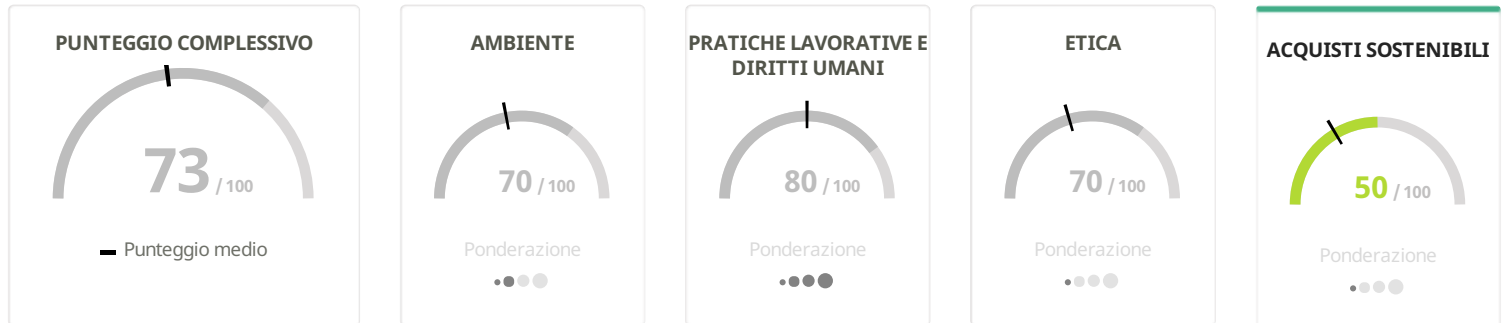 PUNTEGGIO COMPLESSIVO
73 / 100
Punteggio medio
AMBIENTE
70 / 100
Ponderazione
PRATICHE LAVORATIVE E
DIRITTI UMANI
80 / 100
Ponderazione
ETICA
70 / 100
Ponderazione
ACQUISTI SOSTENIBILI
50 / 100
Ponderazione